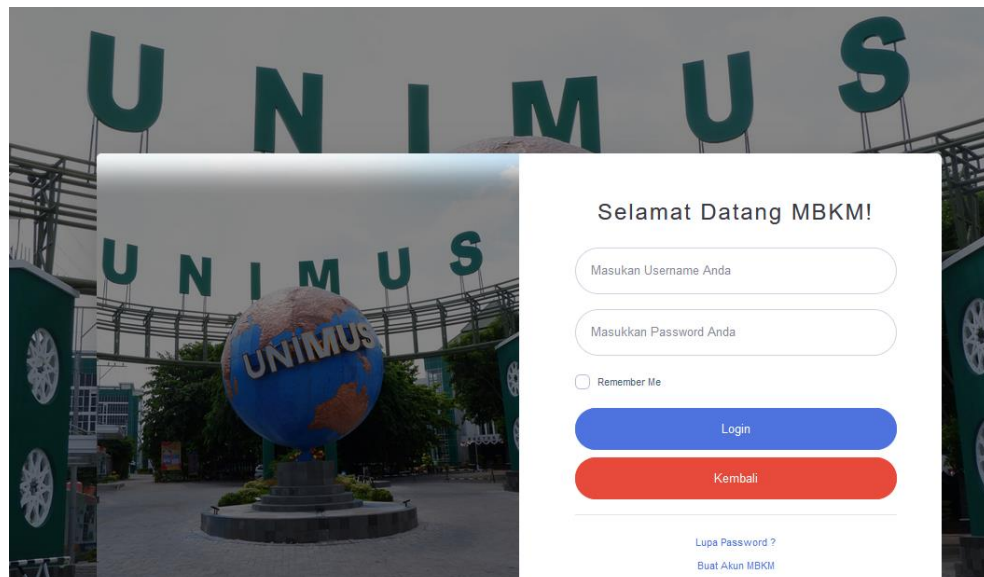 UNIMUS
UNIMUS
UNIMUS
Selamat Datang MBKM!
Masukan Username Anda
Masukkan Password Anda
Remember Me
Login
Kembali
Lupa Password ?
Buat Akun MBKM